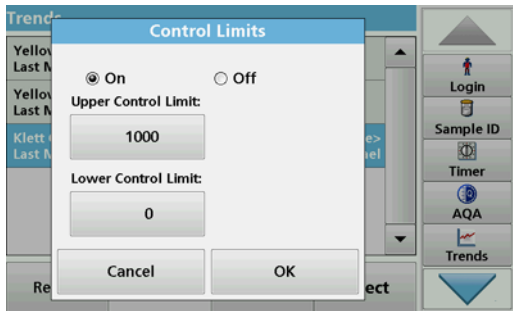 Trends
Control Limits
On
Off
Upper Control Limit:
1000
Lower Control Limit:
0
Cancel
OK
Yellow
Last M
Yellow
Last M
Klett
Last M
Re
ect
Login
Sample ID
Timer
AQA
Trends